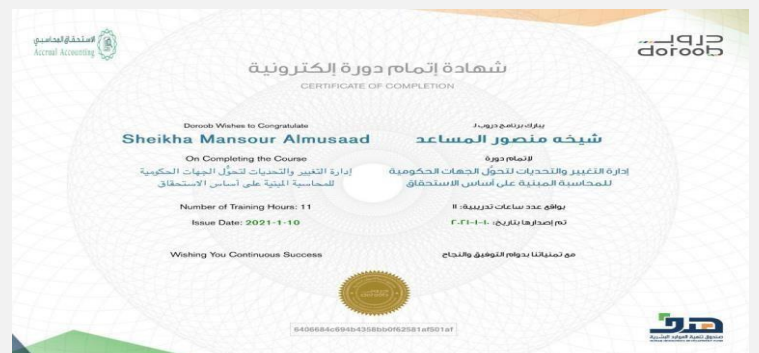 الاستحقاق المحاسبي
Accrual Accounting
دروب
doroob
شهادة إتمام دورة إلكترونية
CERTIFICATE OF COMPLETION
Doroob Wishes to Congratulate
يبارك برنامج دروب لـ
Sheikha Mansour Almusaad
شيخه منصور المساعد
On Completing the Course
لإتمام دورة
إدارة التغيير والتحديات لتحوُّل الجهات الحكومية
للمحاسبة المبنية على أساس الاستحقاق
إدارة التغيير والتحديات لتحوُّل الجهات الحكومية
للمحاسبة المبنية على أساس الاستحقاق
Number of Training Hours: 11
بواقع عدد ساعات تدريبية: ١١
Issue Date: 2021-1-10
تم إصدارها بتاريخ: ١٠-١-٢٠٢١
Wishing You Continuous Success
مع تمنياتنا بدوام التوفيق والنجاح
هدف
صندوق تنمية الموارد البشرية